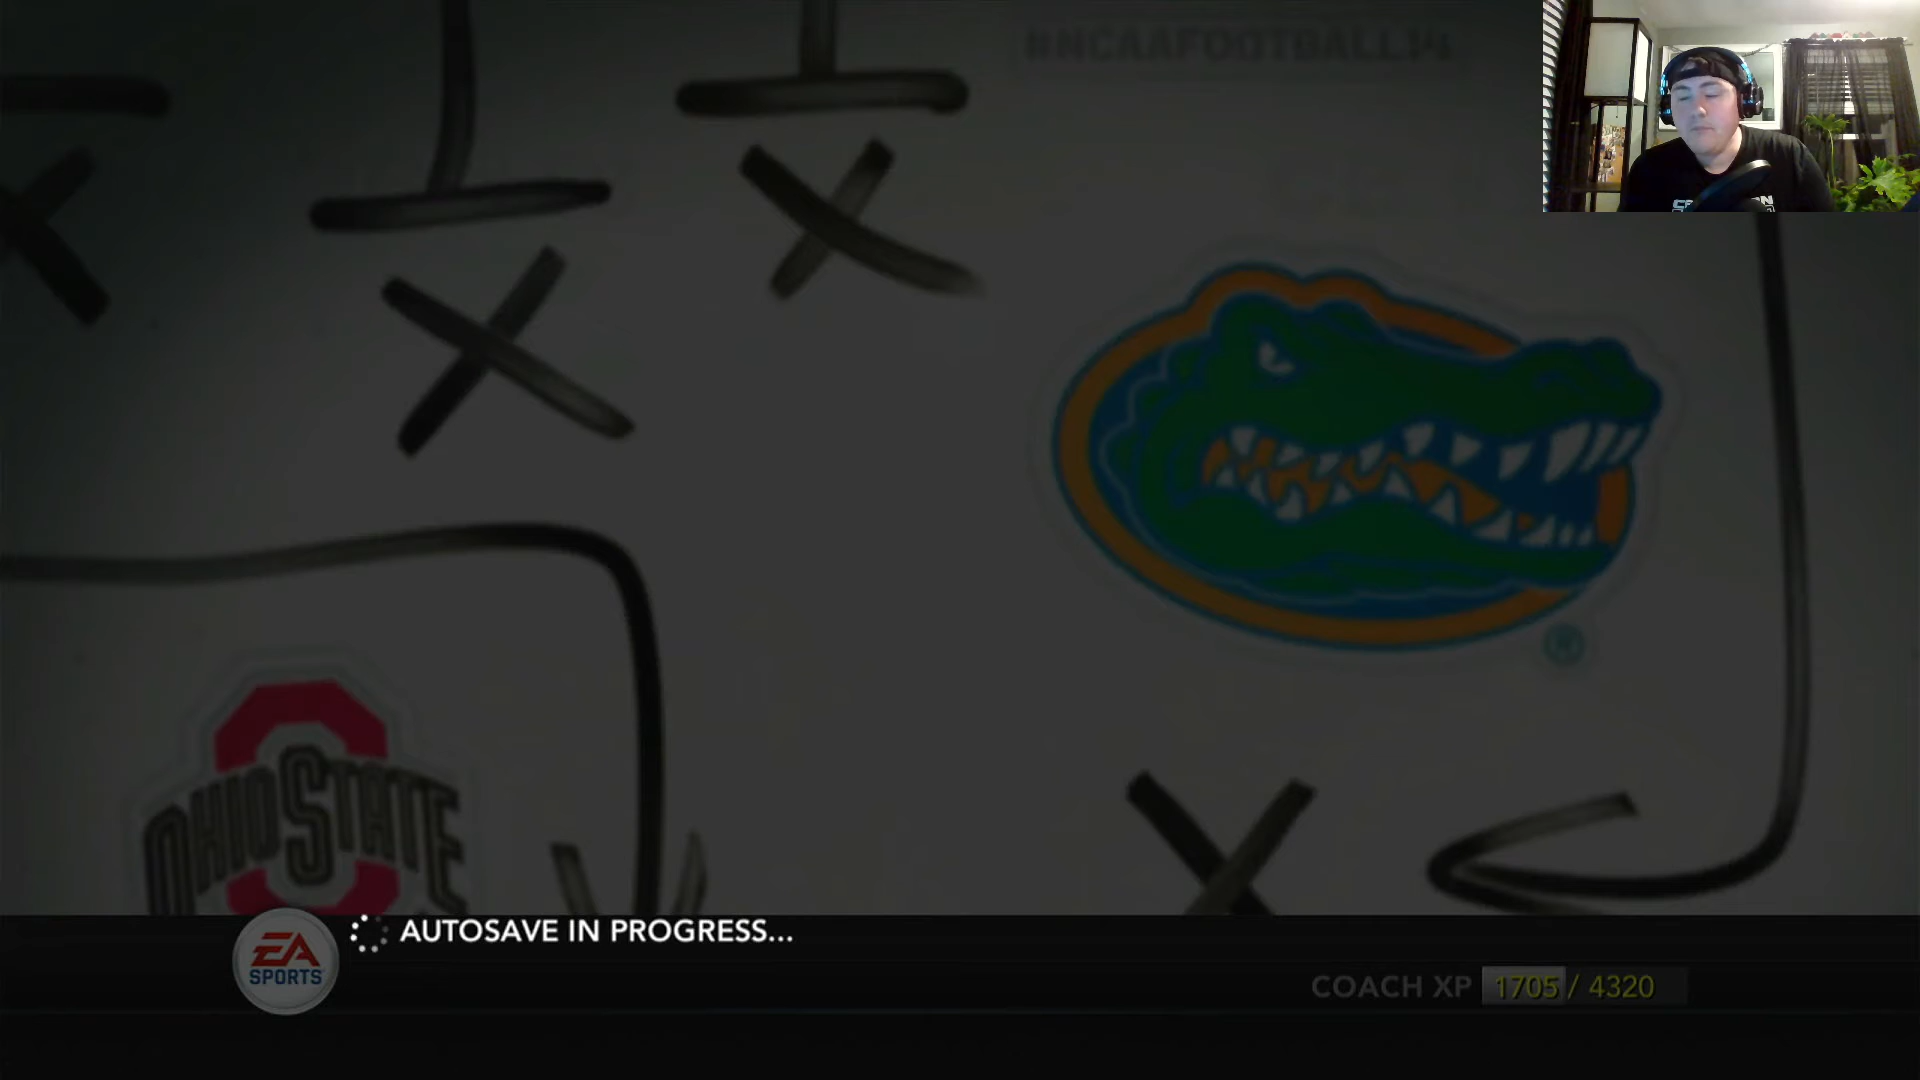 #NCAAFOOTBALL14
OHIO STATE
®
AUTOSAVE IN PROGRESS...
EA
SPORTS
COACH XP 1705 / 4320